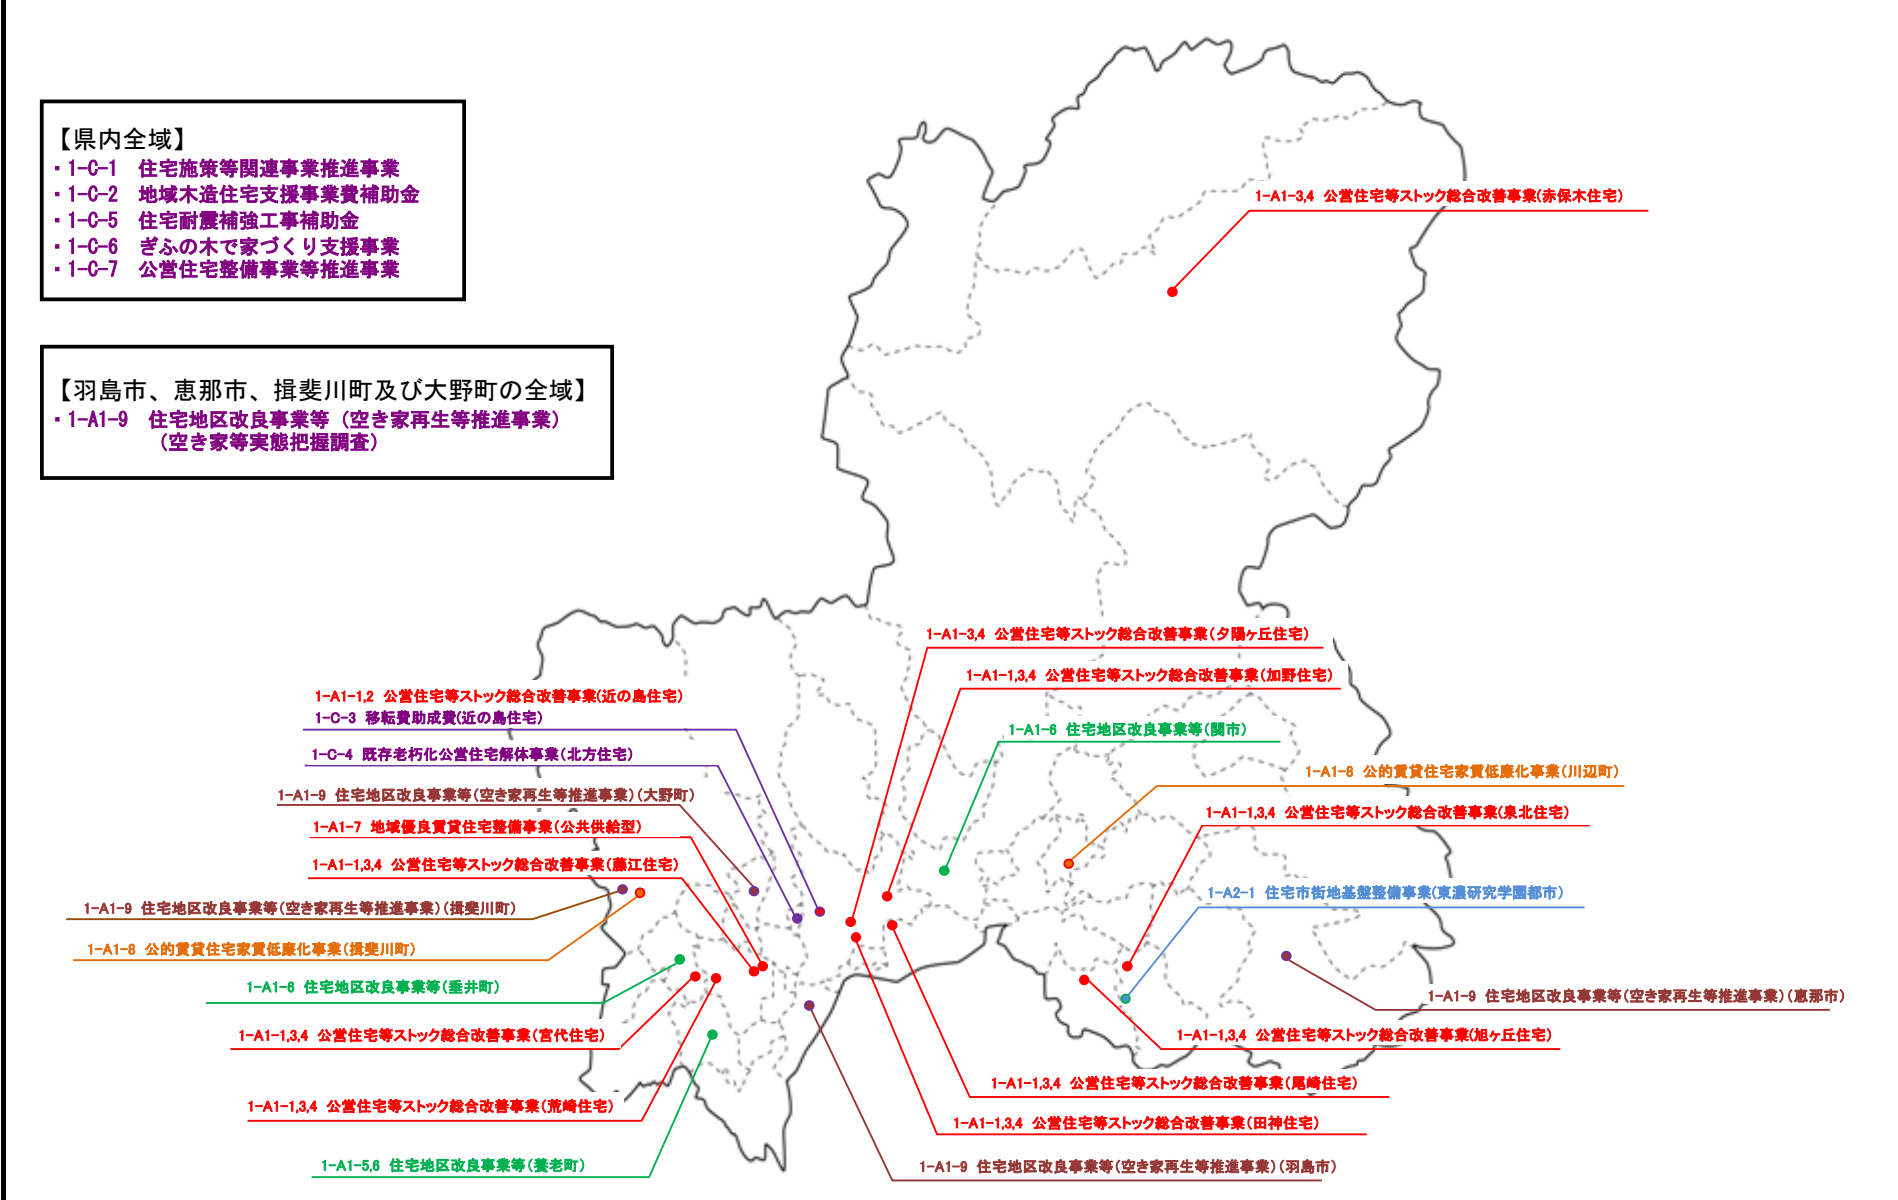 【県内全域】
・1-C-1　住宅施策等関連事業推進事業
・1-C-2　地域木造住宅支援事業費補助金
・1-C-5　住宅耐震補強工事補助金
・1-C-6　ぎふの木で家づくり支援事業
・1-C-7　公営住宅整備事業等推進事業
【羽島市、恵那市、揖斐川町及び大野町の全域】
・1-A1-9　住宅地区改良事業等（空き家再生等推進事業）
（空き家等実態把握調査）
1-A1-3,4 公営住宅等ストック総合改善事業(赤保木住宅)
1-A1-3,4 公営住宅等ストック総合改善事業(夕陽ヶ丘住宅)
1-A1-1,3,4 公営住宅等ストック総合改善事業(加野住宅)
1-A1-6 住宅地区改良事業等(関市)
1-A1-8 公的賃貸住宅家賃低廉化事業(川辺町)
1-A1-1,3,4 公営住宅等ストック総合改善事業(泉北住宅)
1-A2-1 住宅市街地基盤整備事業(東濃研究学園都市)
1-A1-9 住宅地区改良事業等(空き家再生等推進事業)(恵那市)
1-A1-1,3,4 公営住宅等ストック総合改善事業(旭ヶ丘住宅)
1-A1-1,3,4 公営住宅等ストック総合改善事業(尾崎住宅)
1-A1-1,3,4 公営住宅等ストック総合改善事業(田神住宅)
1-A1-9 住宅地区改良事業等(空き家再生等推進事業)(羽島市)
1-A1-1,2 公営住宅等ストック総合改善事業(近の島住宅)
1-C-3 移転費助成費(近の島住宅)
1-C-4 既存老朽化公営住宅解体事業(北方住宅)
1-A1-9 住宅地区改良事業等(空き家再生等推進事業)(大野町)
1-A1-7 地域優良賃貸住宅整備事業(公共供給型)
1-A1-1,3,4 公営住宅等ストック総合改善事業(藤江住宅)
1-A1-9 住宅地区改良事業等(空き家再生等推進事業)(揖斐川町)
1-A1-8 公的賃貸住宅家賃低廉化事業(揖斐川町)
1-A1-6 住宅地区改良事業等(垂井町)
1-A1-1,3,4 公営住宅等ストック総合改善事業(宮代住宅)
1-A1-1,3,4 公営住宅等ストック総合改善事業(荒崎住宅)
1-A1-5,6 住宅地区改良事業等(養老町)